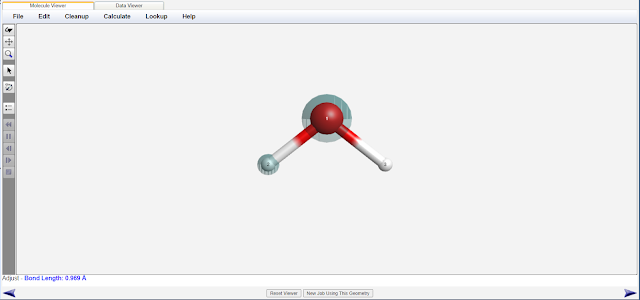 Molecule Viewer Data Viewer
File Edit Cleanup Calculate Lookup Help
1
2
3
Adjust - Bond Length: 0.969 Å
Reset Viewer New Job Using This Geometry